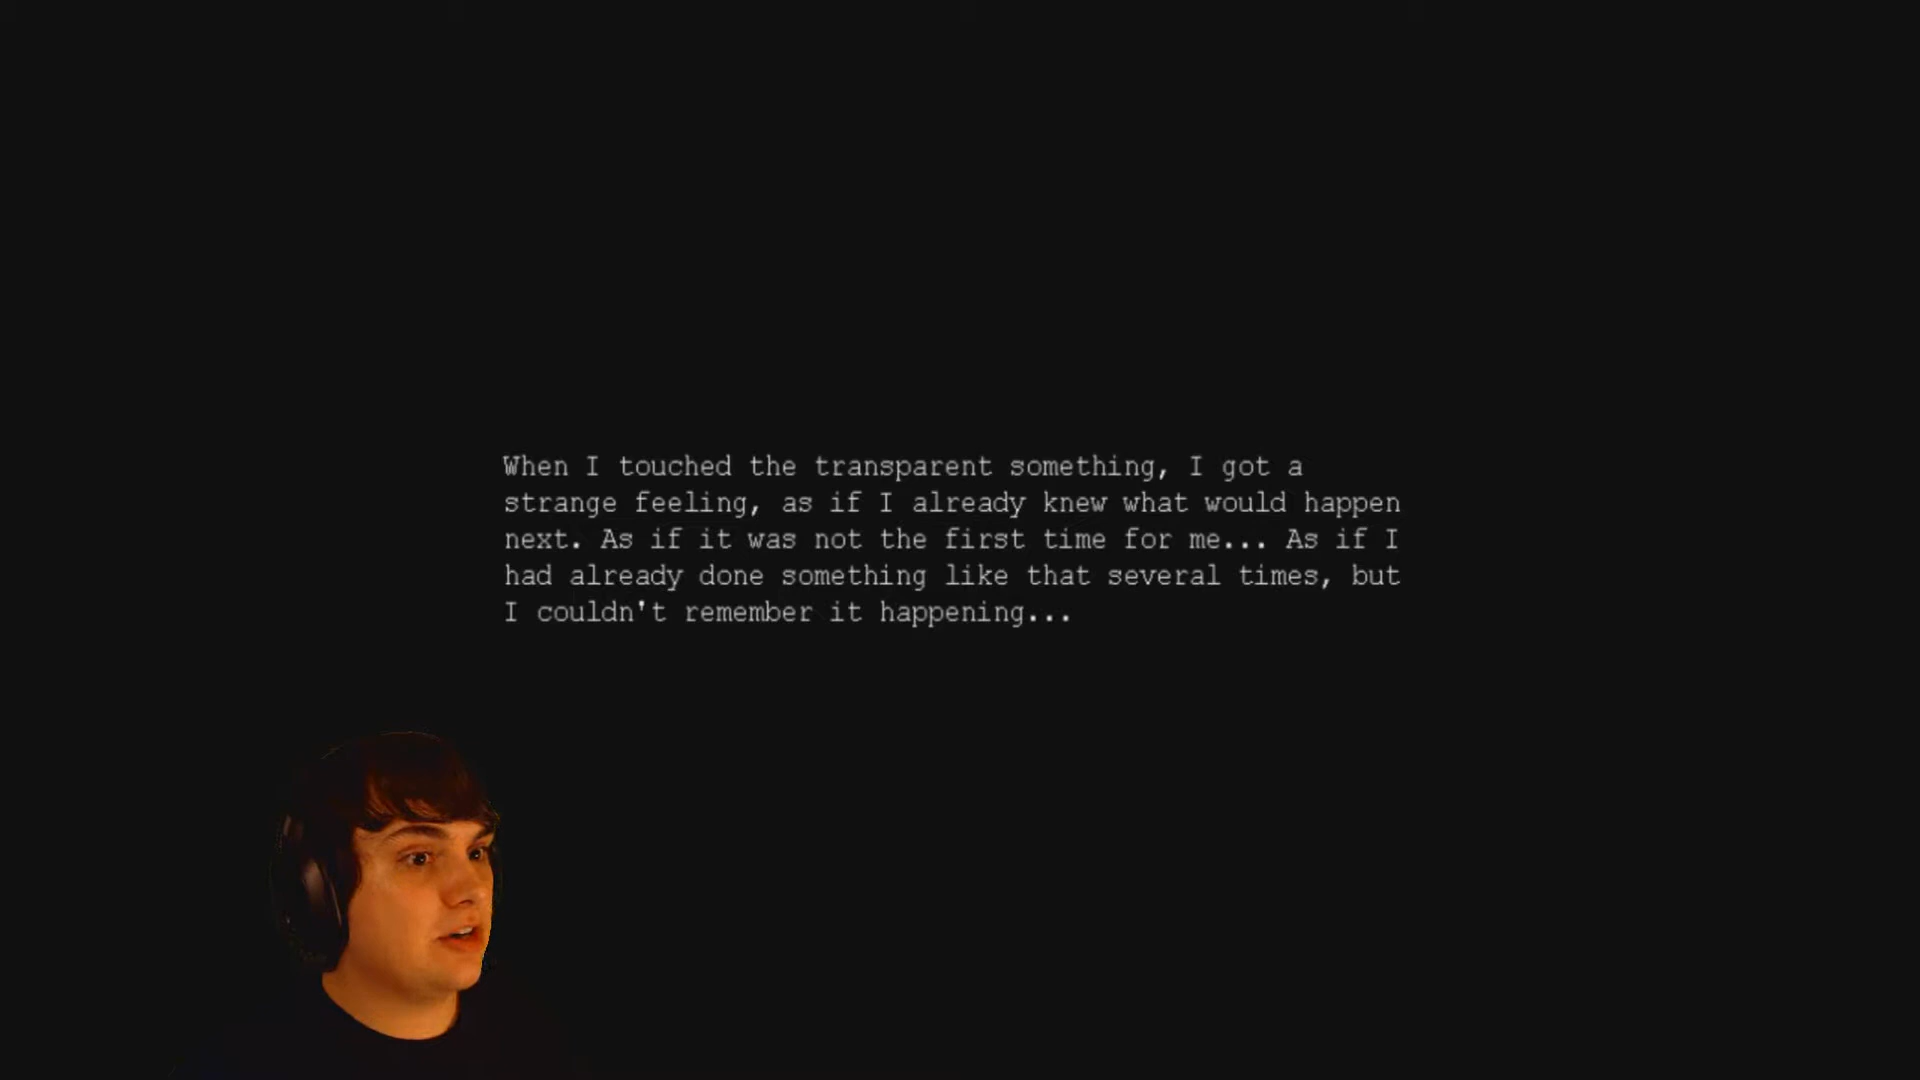 When I touched the transparent something, I got a
strange feeling, as if I already knew what would happen
next. As if it was not the first time for me... As if I
had already done something like that several times, but
I couldn't remember it happening...